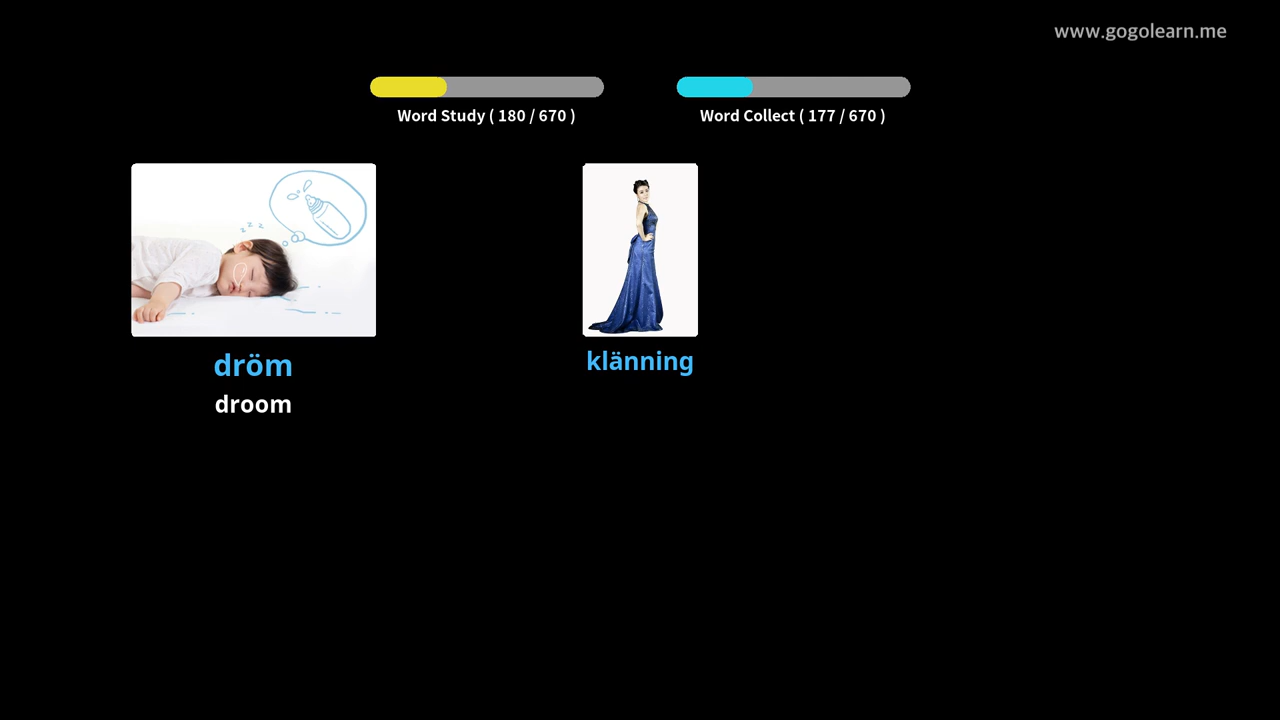 www.gogolearn.me
Word Study ( 180 / 670 )
Word Collect ( 177 / 670 )
z z z
dröm
droom
klänning